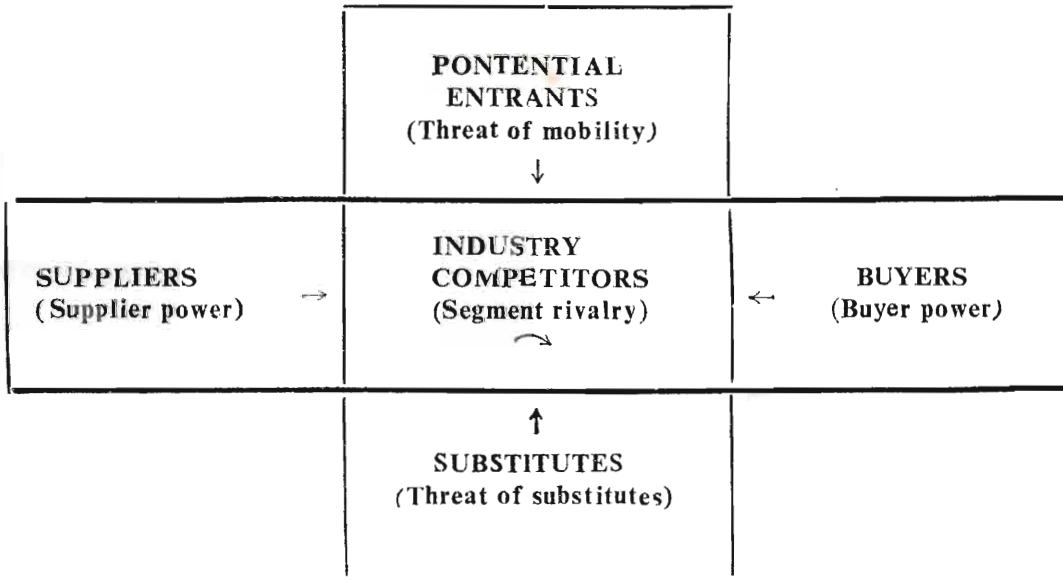 PONTENTIAL
ENTRANTS
(Threat of mobility)
INDUSTRY
COMPETITORS
(Segment rivalry)
SUPPLIERS
(Supplier power)
BUYERS
(Buyer power)
SUBSTITUTES
(Threat of substitutes)